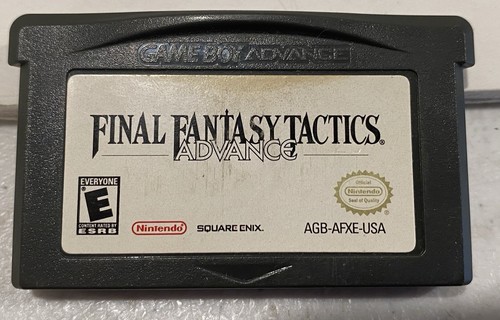 GAME BOY ADVANCE
FINAL FANTASY TACTICS®
ADVANCE
EVERYONE
E
CONTENT RATED BY
ESRB
Nintendo®
SQUARE ENIX.
Official
Nintendo
Seal of Quality
AGB-AFXE-USA